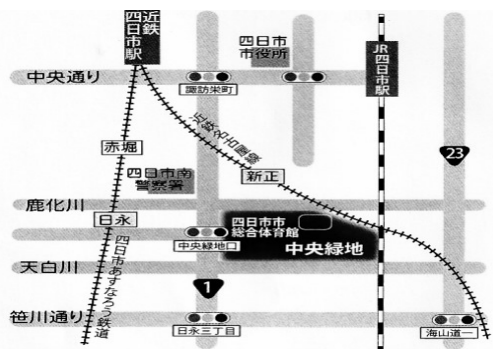 近鉄
四日市駅
四日市
市役所
JR四日市駅
中央通り
諏訪栄町
近鉄名古屋線
赤堀
四日市南
警察署
新正
23
鹿化川
日永
四日市市
総合体育館
中央緑地
中央緑地口
天白川
四日市あすなろう鉄道
1
笹川通り
日永三丁目
海山道一